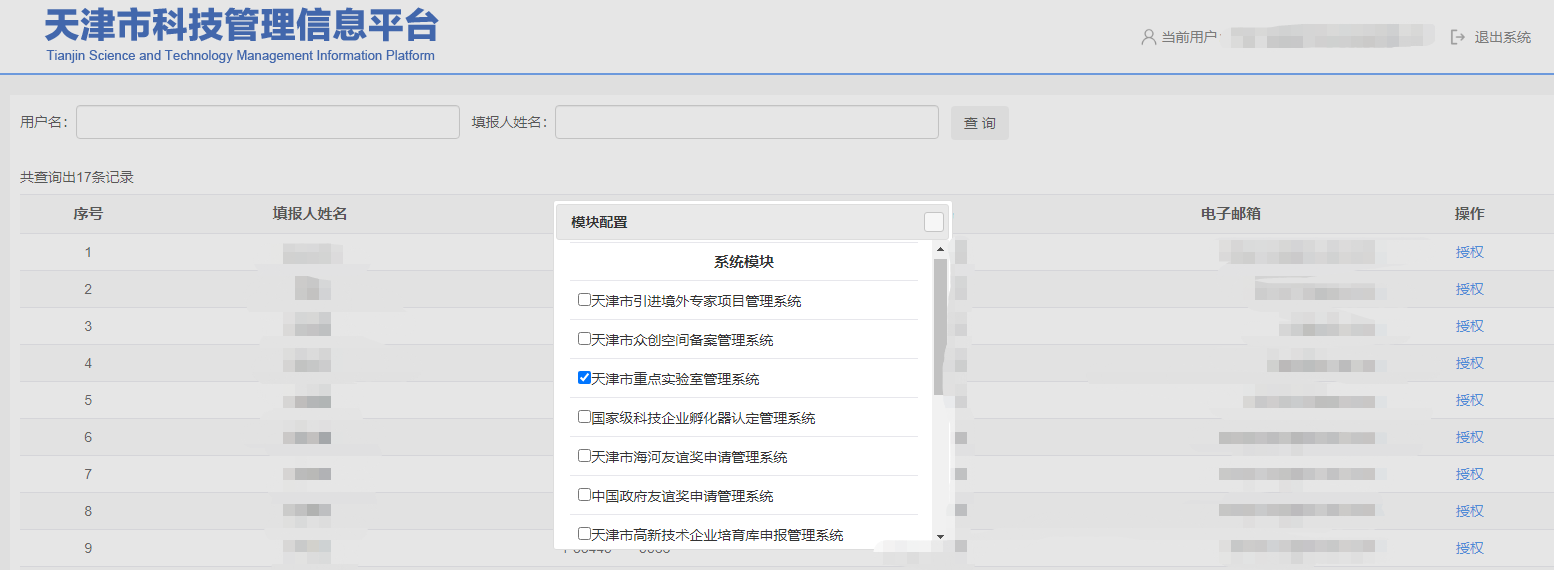 天津市科技管理信息平台
Tianjin Science and Technology Management Information Platform
当前用户:
退出系统
用户名:
填报人姓名:
查 询
共查询出17条记录
序号 填报人姓名 电子邮箱 操作
模块配置
系统模块
天津市引进境外专家项目管理系统
天津市众创空间备案管理系统
天津市重点实验室管理系统
国家级科技企业孵化器认定管理系统
天津市海河友谊奖申请管理系统
中国政府友谊奖申请管理系统
天津市高新技术企业培育库申报管理系统
1 授权
2 授权
3 授权
4 授权
5 授权
6 授权
7 授权
8 授权
9 授权